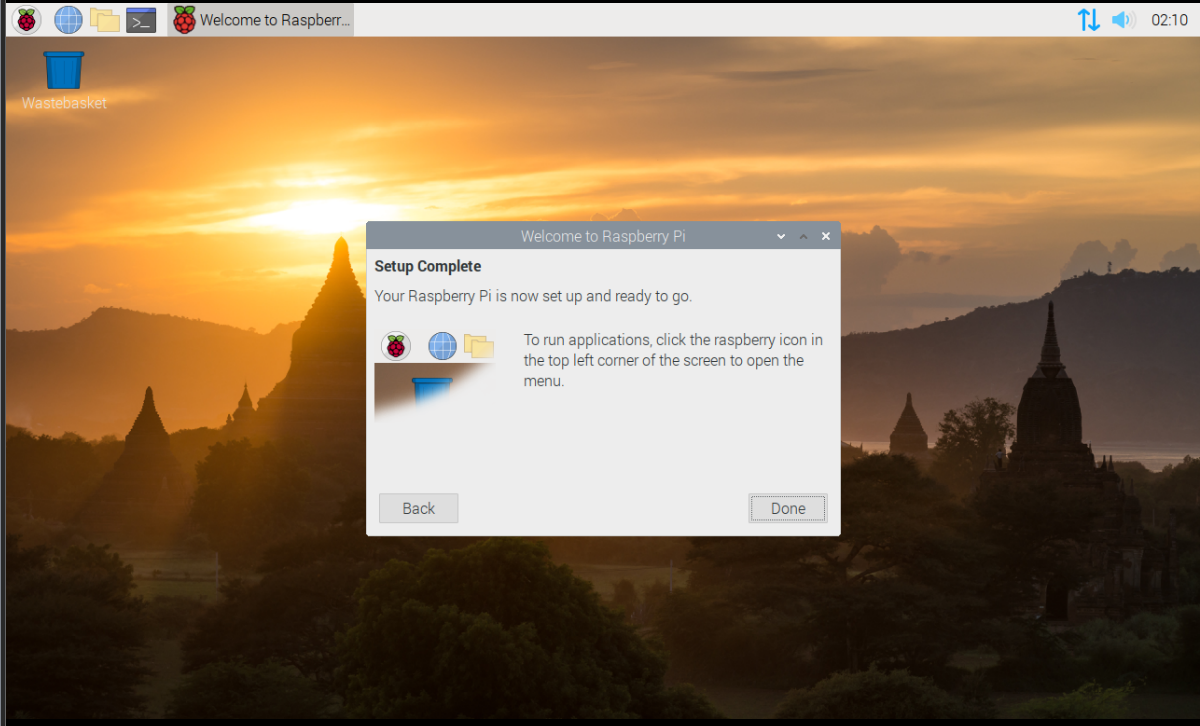 Welcome to Raspberr...
02:10
Wastebasket
Welcome to Raspberry Pi
Setup Complete
Your Raspberry Pi is now set up and ready to go.
To run applications, click the raspberry icon in
the top left corner of the screen to open the
menu.
Back
Done